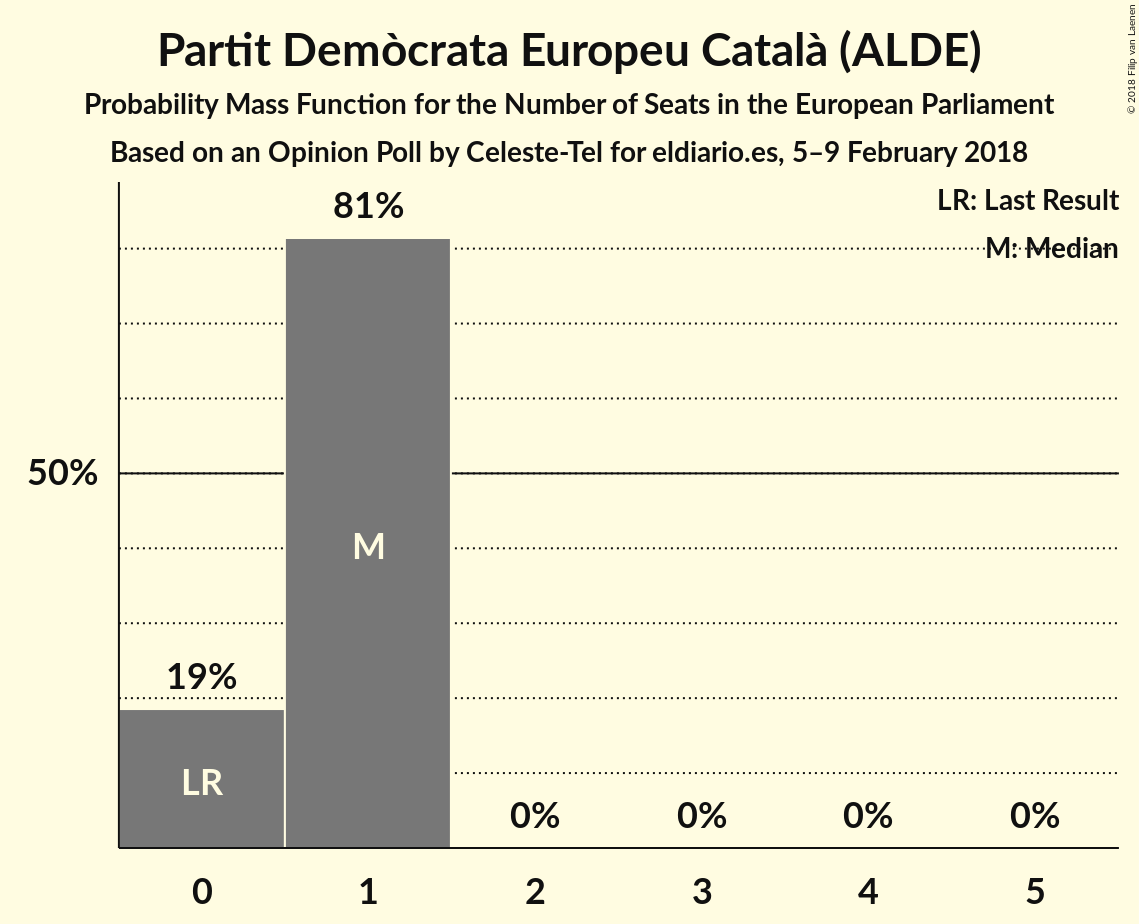 Partit Demòcrata Europeu Català (ALDE)
Probability Mass Function for the Number of Seats in the European Parliament
Based on an Opinion Poll by Celeste-Tel for eldiario.es, 5–9 February 2018
© 2018 Filip van Laenen
LR: Last Result
M: Median
81%
50%
M
19%
LR
0%
0%
0%
0%
0 1 2 3 4 5